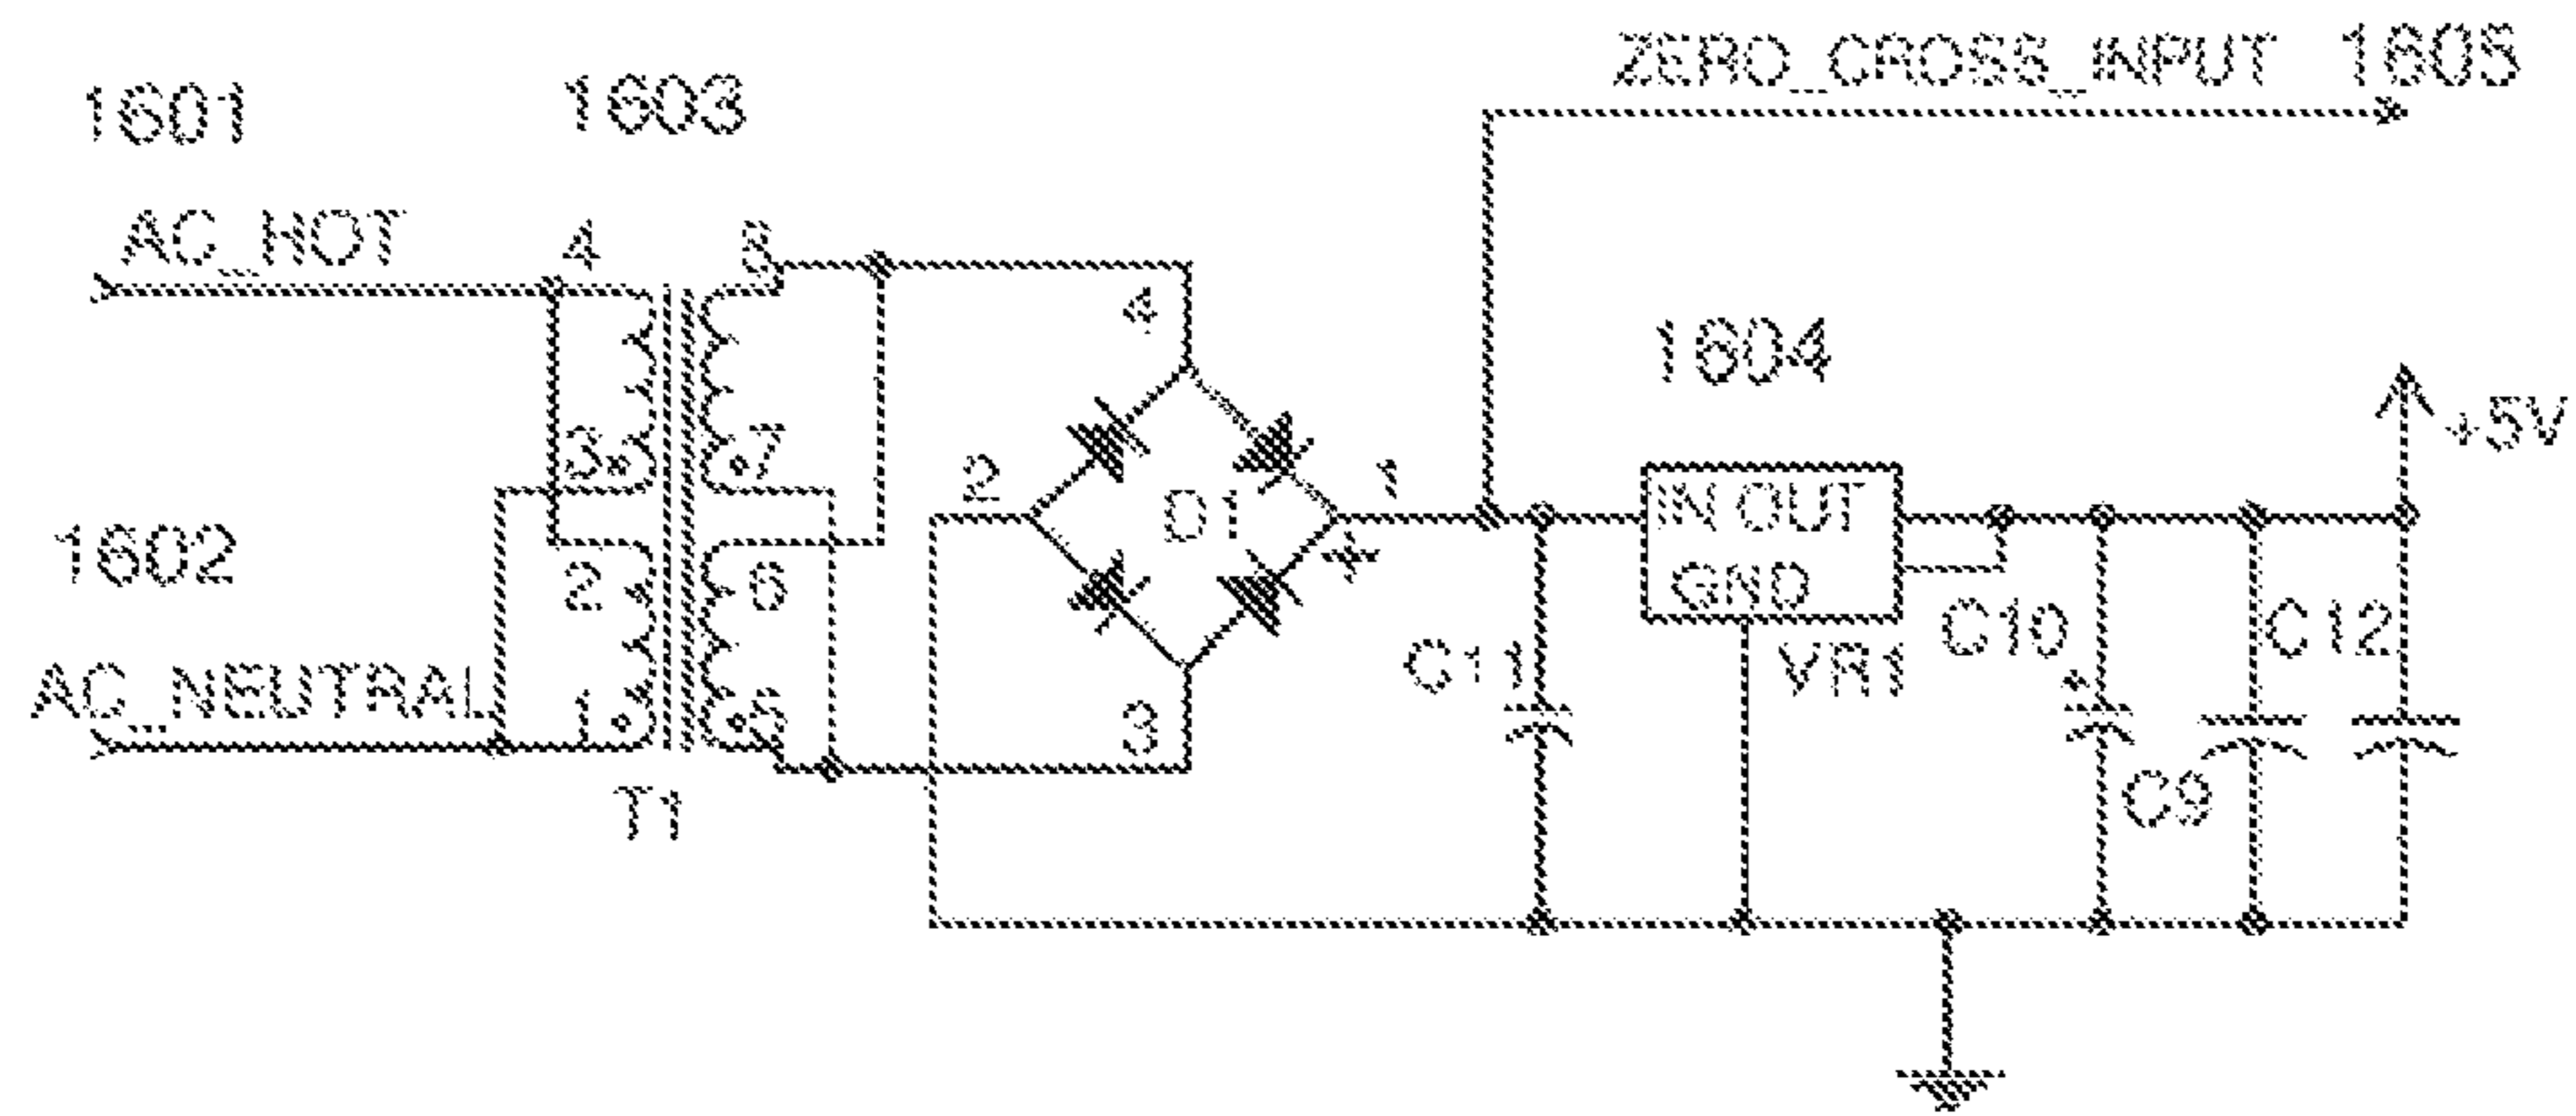 ZERO_CROSS_INPUT 1605
1601 1603
AC_HOT 4 8
4
1604
+5V
3 7
2 1
D1 IN OUT
1602
2 6 GND C10 C12
C11 VR1
AC_NEUTRAL 1 5
3
+
C9
T1